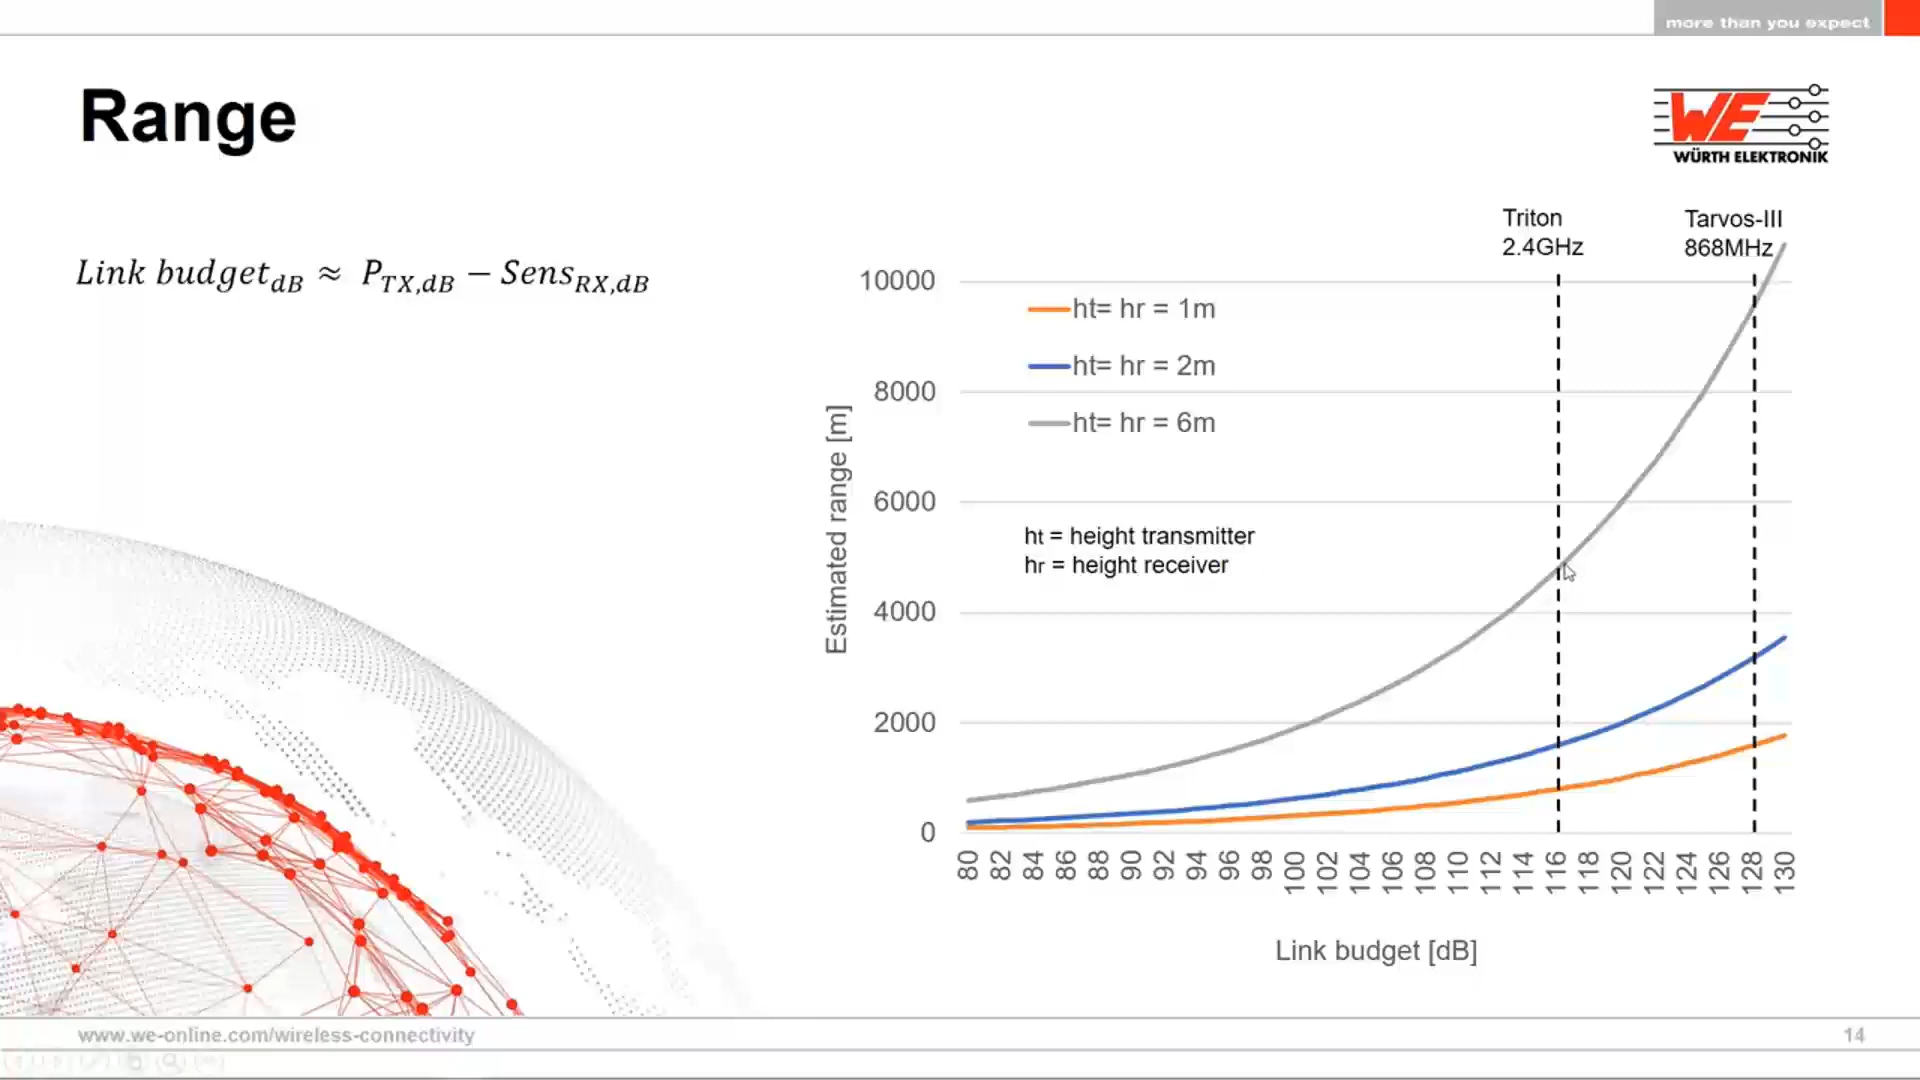 more than you expect
Range
WE
WÜRTH ELEKTRONIK
Link budget_dB ≈ P_TX,dB − Sens_RX,dB
Triton
2.4GHz
Tarvos-III
868MHz
10000
8000
6000
4000
2000
0
Estimated range [m]
ht= hr = 1m
ht= hr = 2m
ht= hr = 6m
ht = height transmitter
hr = height receiver
80 82 84 86 88 90 92 94 96 98 100 102 104 106 108 110 112 114 116 118 120 122 124 126 128 130
Link budget [dB]
www.we-online.com/wireless-connectivity
14